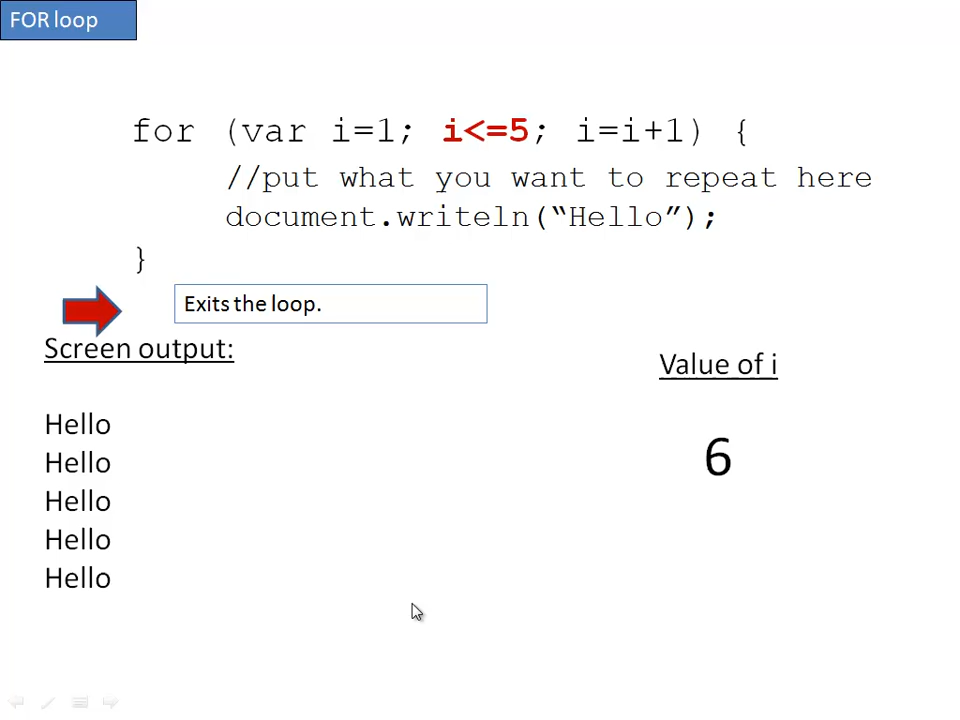 FOR loop
for (var i=1; i<=5; i=i+1) {
//put what you want to repeat here
document.writeln(“Hello”);
}
Exits the loop.
Screen output:
Value of i
Hello
Hello
Hello
Hello
Hello
6